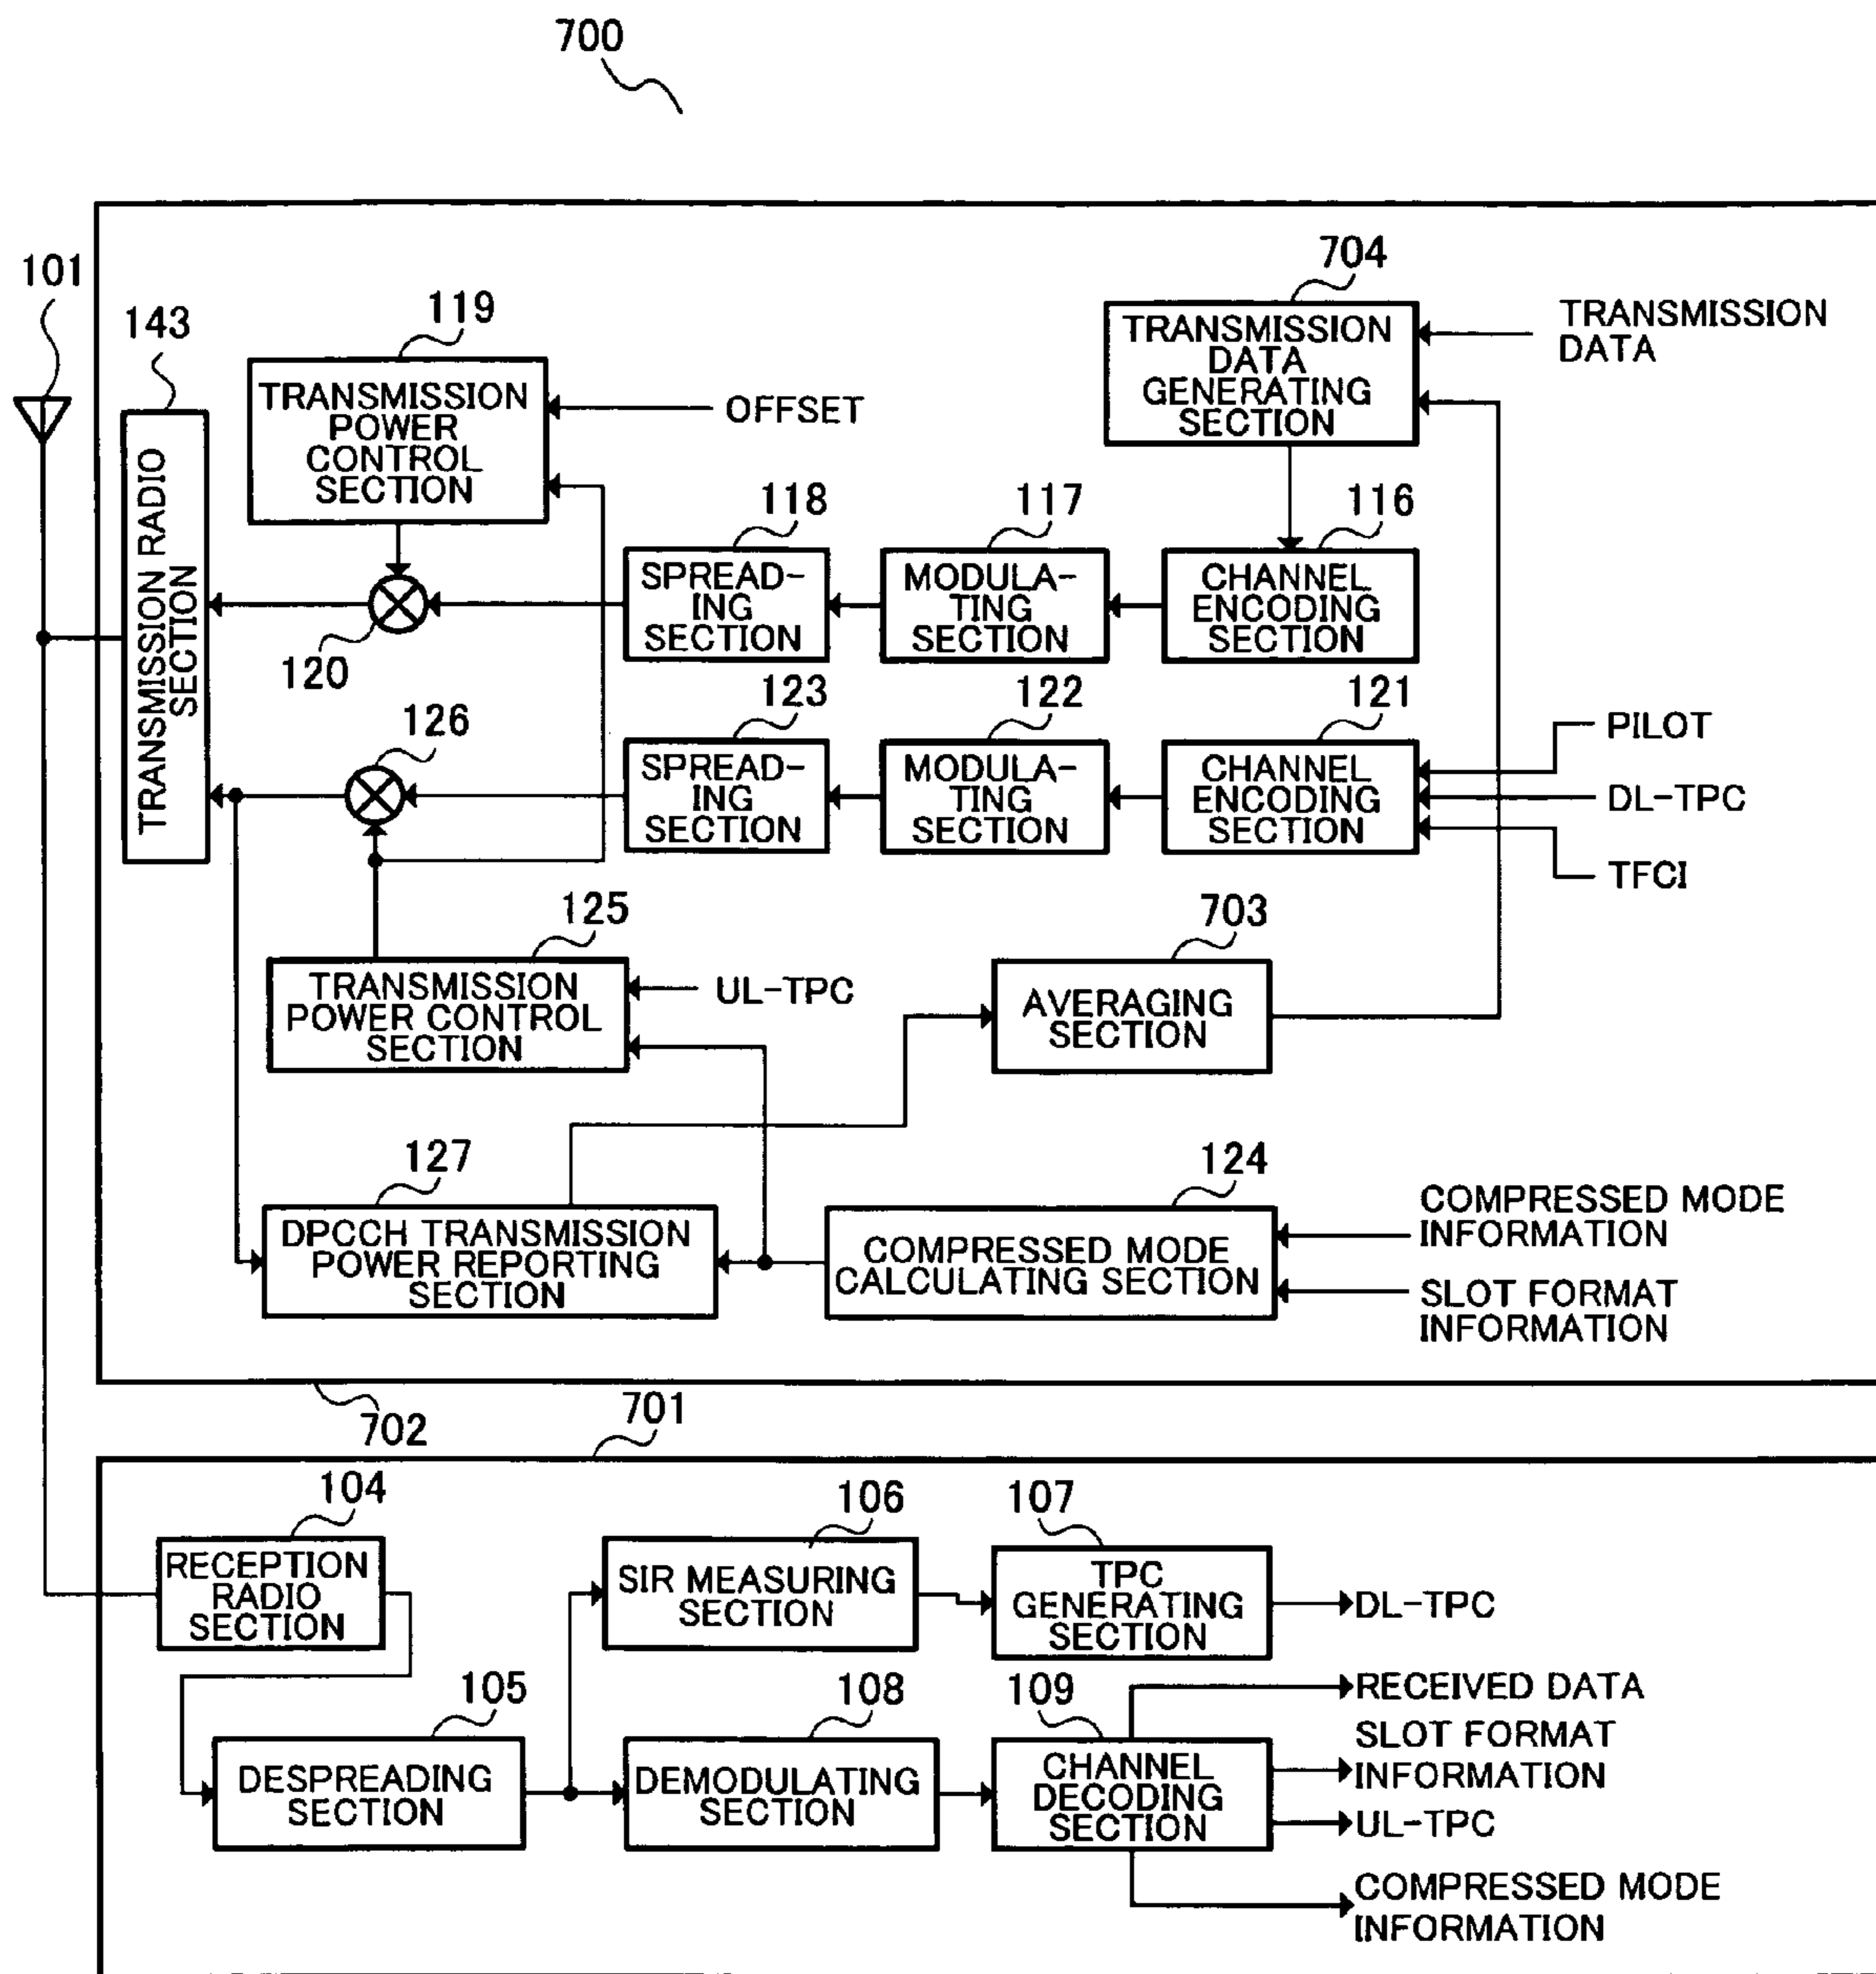 700
101
143
TRANSMISSION RADIO
SECTION
119
TRANSMISSION
POWER
CONTROL
SECTION
OFFSET
704
TRANSMISSION
DATA
GENERATING
SECTION
TRANSMISSION
DATA
118
SPREAD-
ING
SECTION
117
MODULA-
TING
SECTION
116
CHANNEL
ENCODING
SECTION
120
126
123
SPREAD-
ING
SECTION
122
MODULA-
TING
SECTION
121
CHANNEL
ENCODING
SECTION
PILOT
DL-TPC
TFCI
125
TRANSMISSION
POWER CONTROL
SECTION
UL-TPC
703
AVERAGING
SECTION
127
DPCCH TRANSMISSION
POWER REPORTING
SECTION
124
COMPRESSED MODE
CALCULATING SECTION
COMPRESSED MODE
INFORMATION
SLOT FORMAT
INFORMATION
702
701
104
RECEPTION
RADIO
SECTION
106
SIR MEASURING
SECTION
107
TPC
GENERATING
SECTION
DL-TPC
105
DESPREADING
SECTION
108
DEMODULATING
SECTION
109
CHANNEL
DECODING
SECTION
RECEIVED DATA
SLOT FORMAT
INFORMATION
UL-TPC
COMPRESSED MODE
INFORMATION